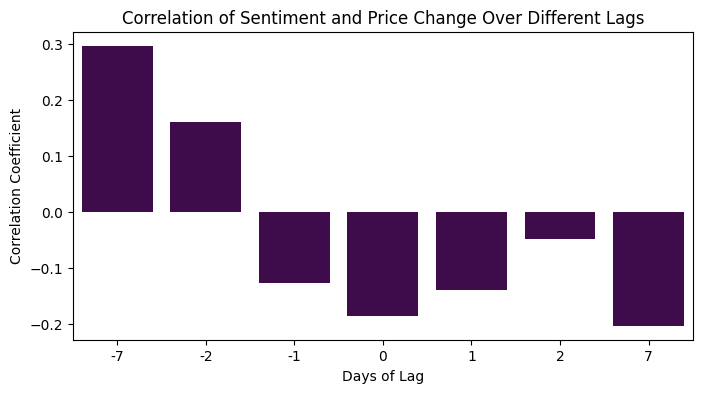 Correlation of Sentiment and Price Change Over Different Lags
Correlation Coefficient
0.3
0.2
0.1
0.0
−0.1
−0.2
-7 -2 -1 0 1 2 7
Days of Lag